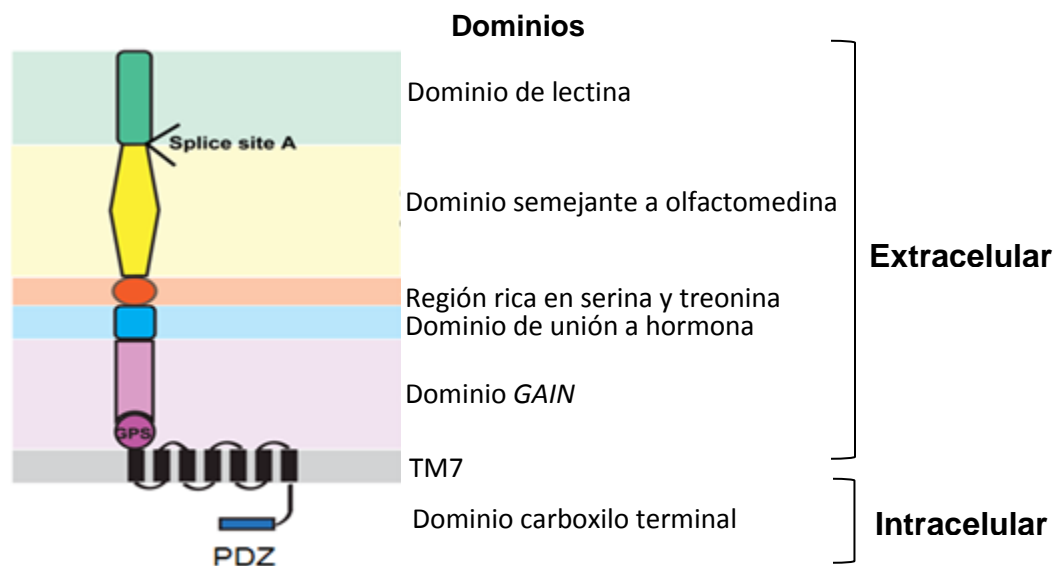 Dominios
Dominio de lectina
Splice site A
Dominio semejante a olfactomedina
Extracelular
Región rica en serina y treonina
Dominio de unión a hormona
Dominio GAIN
GPS
TM7
Dominio carboxilo terminal
Intracelular
PDZ